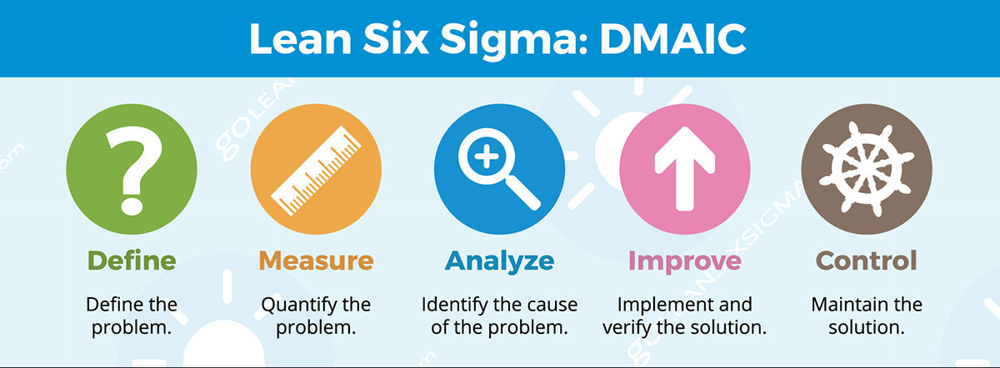 Lean Six Sigma: DMAIC
Define
Define the
problem.
Measure
Quantify the
problem.
Analyze
Identify the cause
of the problem.
Improve
Implement and
verify the solution.
Control
Maintain the
solution.